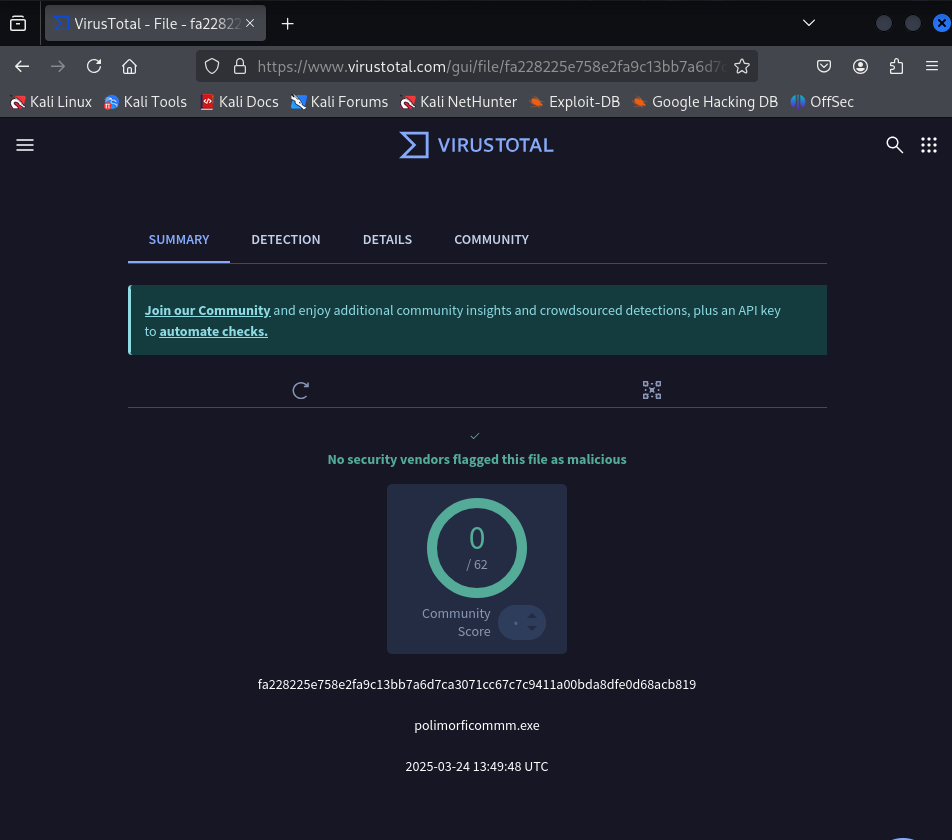 VirusTotal - File - fa22822
https://www.virustotal.com/gui/file/fa228225e758e2fa9c13bb7a6d7c
Kali Linux Kali Tools Kali Docs Kali Forums Kali NetHunter Exploit-DB Google Hacking DB OffSec
VIRUSTOTAL
SUMMARY DETECTION DETAILS COMMUNITY
Join our Community and enjoy additional community insights and crowdsourced detections, plus an API key
to automate checks.
No security vendors flagged this file as malicious
0
/ 62
Community
Score
fa228225e758e2fa9c13bb7a6d7ca3071cc67c7c9411a00bda8dfe0d68acb819
polimorficommm.exe
2025-03-24 13:49:48 UTC